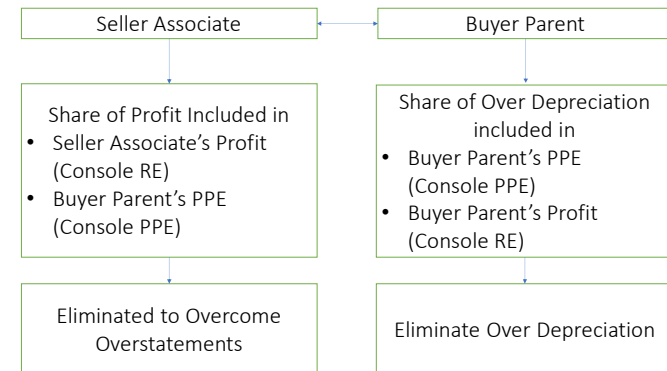 Seller Associate
Buyer Parent
Share of Profit Included in
• Seller Associate's Profit
(Console RE)
• Buyer Parent's PPE
(Console PPE)
Share of Over Depreciation
included in
• Buyer Parent's PPE
(Console PPE)
• Buyer Parent's Profit
(Console RE)
Eliminated to Overcome
Overstatements
Eliminate Over Depreciation